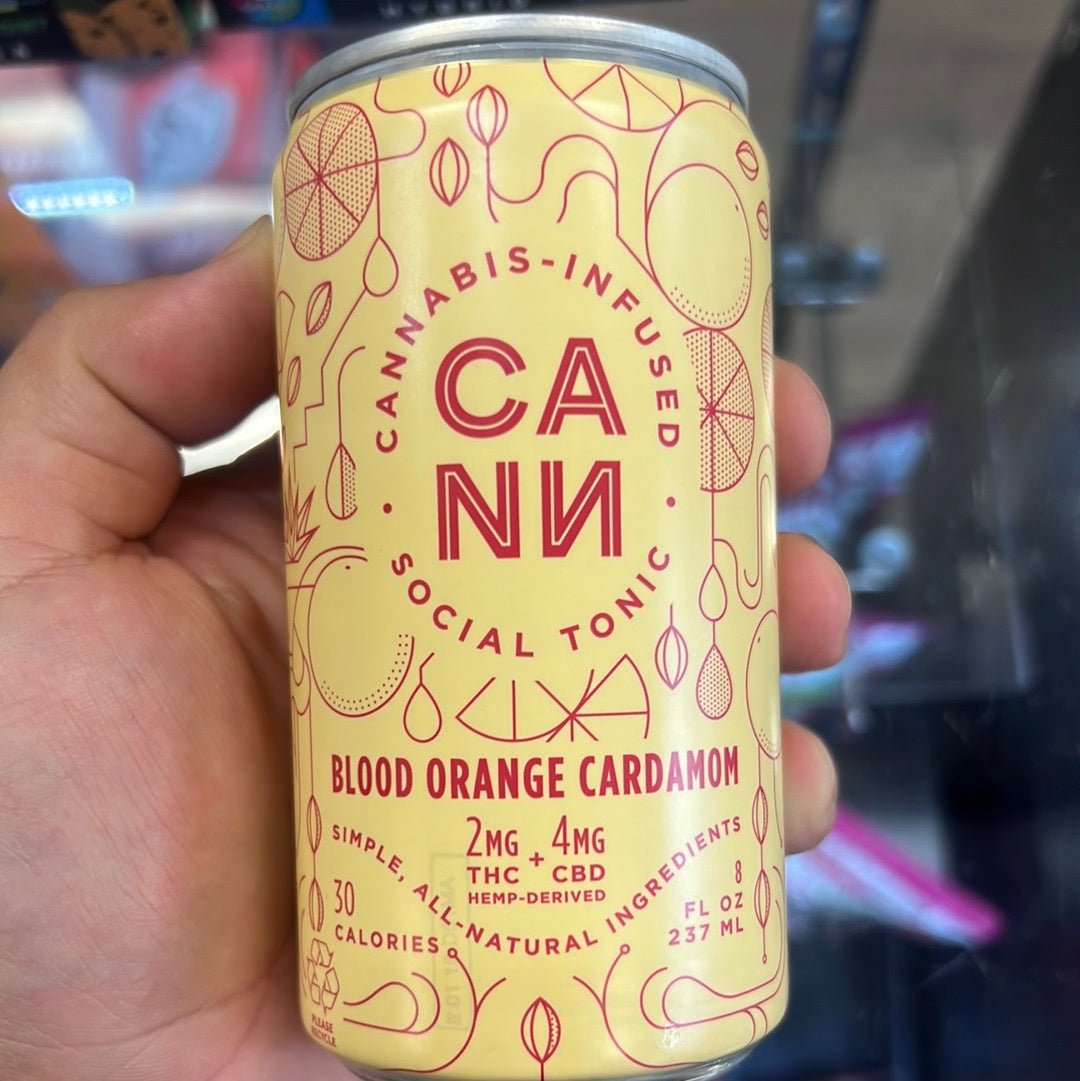 CANNABIS-INFUSED
CA
NN
• SOCIAL TONIC •
BLOOD ORANGE CARDAMOM
2MG + 4MG
THC CBD
HEMP-DERIVED
SIMPLE, ALL-NATURAL INGREDIENTS
30
CALORIES
8
FL OZ
237 ML
PLEASE
RECYCLE